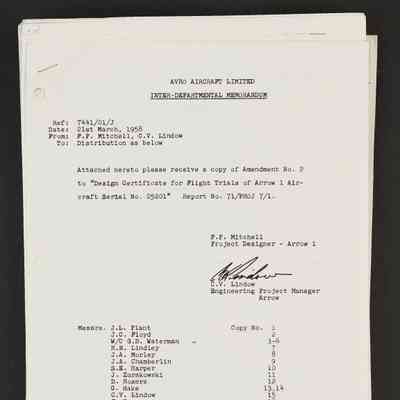 AVRO AIRCRAFT LIMITED
INTER-DEPARTMENTAL MEMORANDUM
Ref: 7441/01/J
Date: 21st March, 1958
From: F.P. Mitchell, C.V. Lindow
To: Distribution as below
Attached hereto please receive a copy of Amendment No. 2
to "Design Certificate for Flight Trials of Arrow 1 Air-
craft Serial No. 25201" Report No. 71/PROJ 7/1.
F.P. Mitchell
Project Designer - Arrow 1
C.V. Lindow
Engineering Project Manager
Arrow
Messrs. J.L. Plant Copy No. 1
J.C. Floyd 2
W/C G.D. Waterman - 3-6
R.N. Lindley 7
J.A. Morley 8
J.A. Chamberlin 9
S.E. Harper 10
J. Zurakowski 11
D. Rogers 12
G. Hake 13,14
C.V. Lindow 15